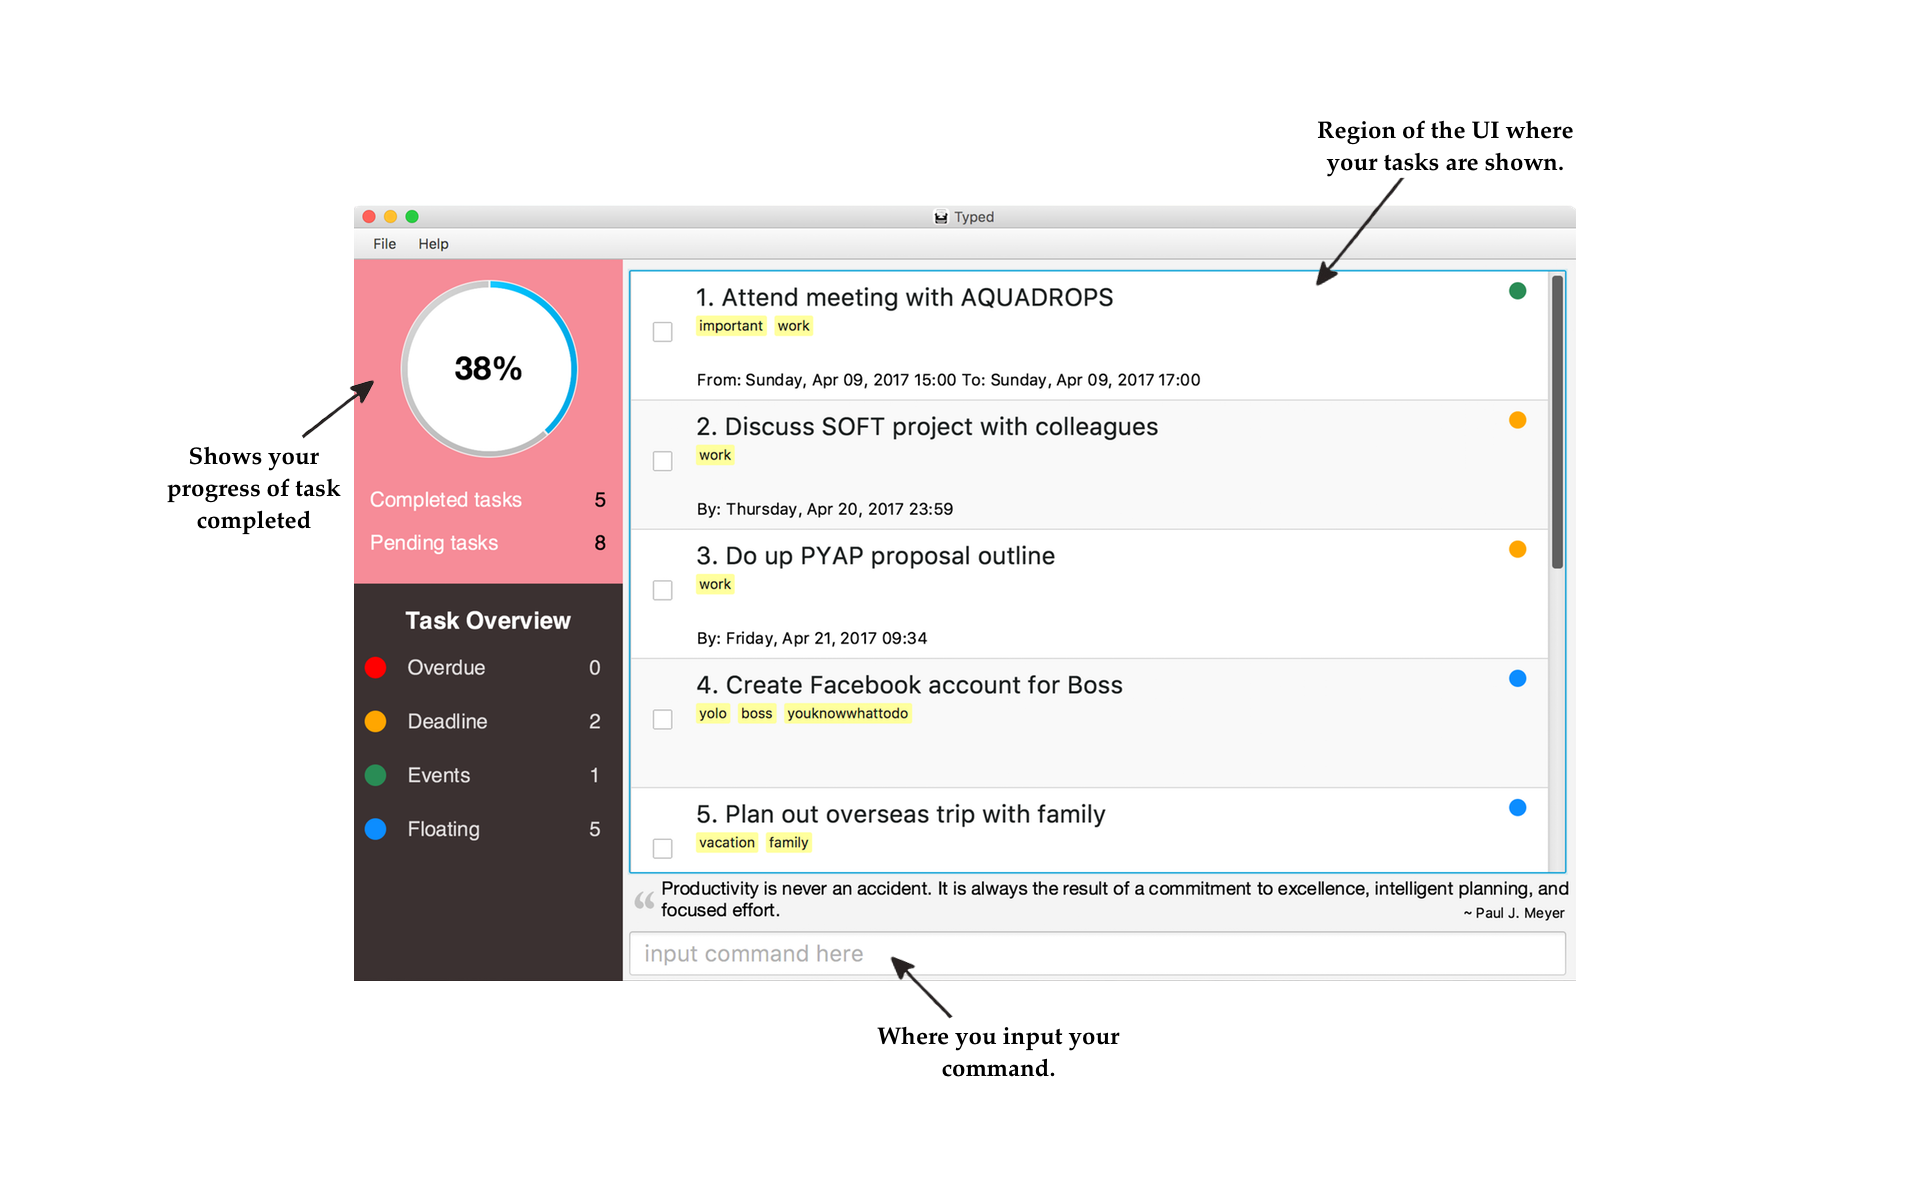 Region of the UI where
your tasks are shown.
Typed
File Help
38%
Shows your
progress of task
completed
Completed tasks 5
Pending tasks 8
Task Overview
Overdue 0
Deadline 2
Events 1
Floating 5
1. Attend meeting with AQUADROPS
important work
From: Sunday, Apr 09, 2017 15:00 To: Sunday, Apr 09, 2017 17:00
2. Discuss SOFT project with colleagues
work
By: Thursday, Apr 20, 2017 23:59
3. Do up PYAP proposal outline
work
By: Friday, Apr 21, 2017 09:34
4. Create Facebook account for Boss
yolo boss youknowwhattodo
5. Plan out overseas trip with family
vacation family
“ Productivity is never an accident. It is always the result of a commitment to excellence, intelligent planning, and
focused effort.
~ Paul J. Meyer
input command here
Where you input your
command.